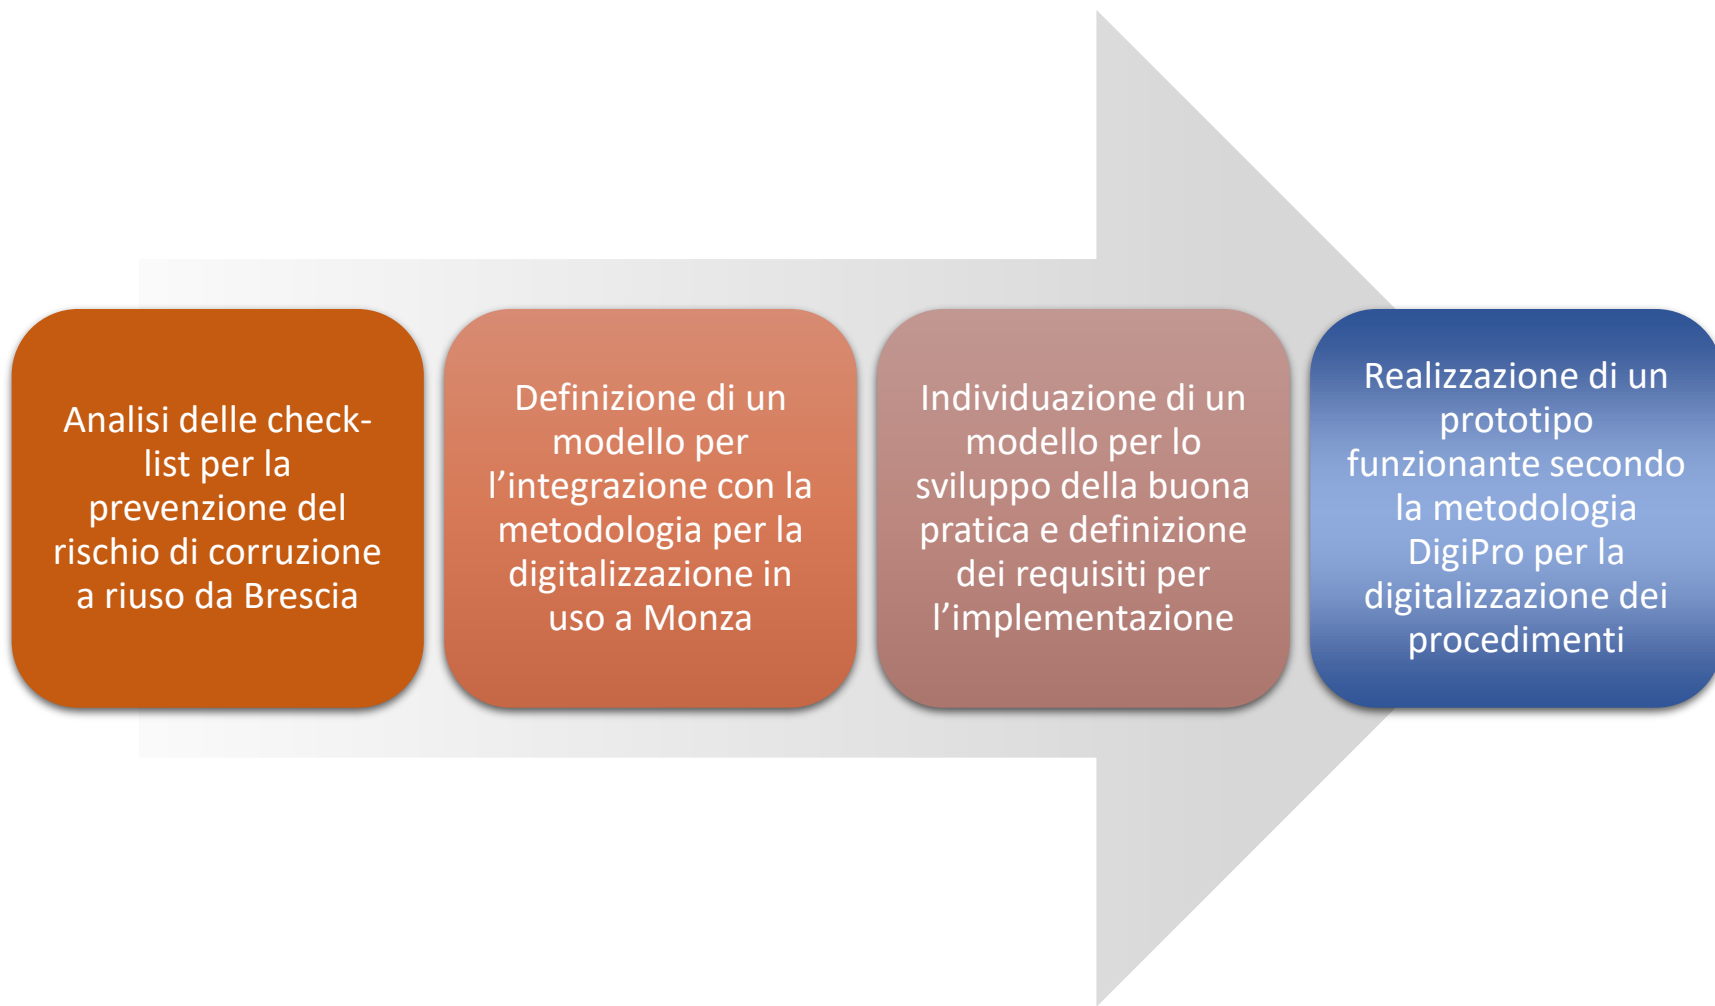 Analisi delle check-
list per la
prevenzione del
rischio di corruzione
a riuso da Brescia
Definizione di un
modello per
l’integrazione con la
metodologia per la
digitalizzazione in
uso a Monza
Individuazione di un
modello per lo
sviluppo della buona
pratica e definizione
dei requisiti per
l’implementazione
Realizzazione di un
prototipo
funzionante secondo
la metodologia
DigiPro per la
digitalizzazione dei
procedimenti